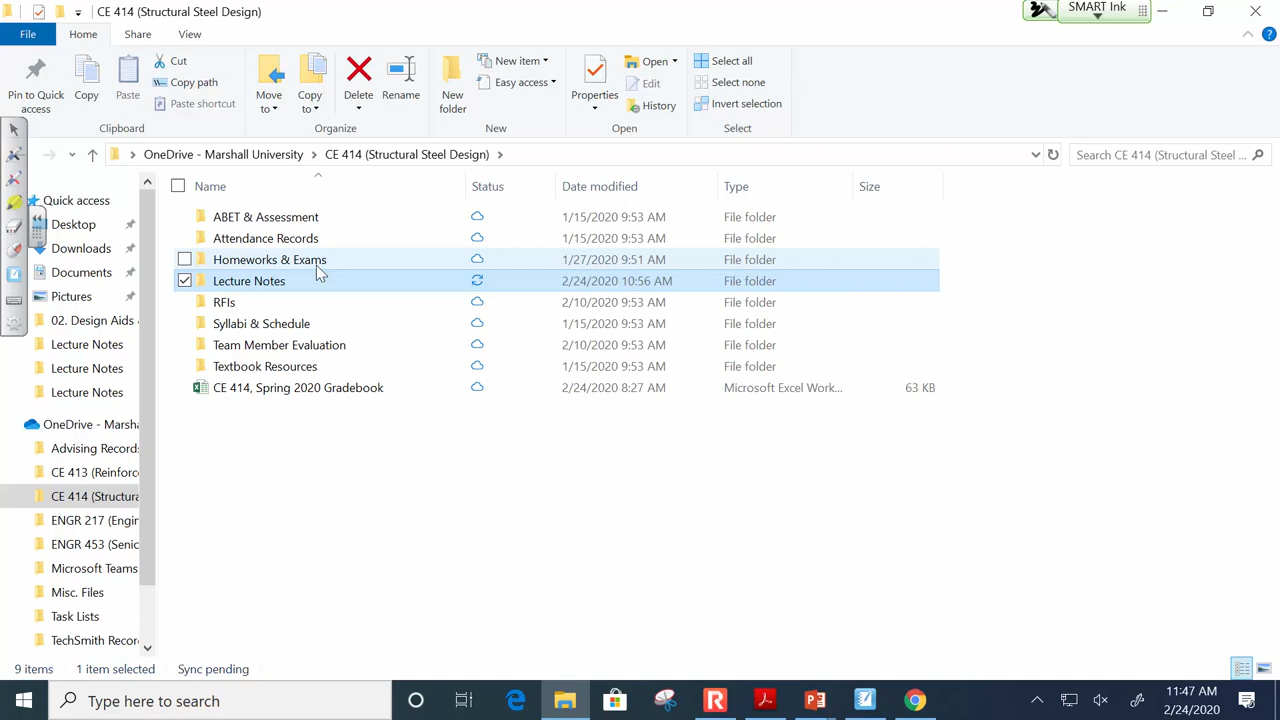 CE 414 (Structural Steel Design)
SMART Ink
File
Home
Share
View
Pin to Quick access
Copy
Paste
Cut
Copy path
Paste shortcut
Clipboard
Move to
Copy to
Delete
Rename
Organize
New folder
New item
Easy access
New
Properties
Open
Edit
History
Open
Select all
Select none
Invert selection
Select
OneDrive - Marshall University
CE 414 (Structural Steel Design)
Search CE 414 (Structural Steel ...
Name Status Date modified Type Size
ABET & Assessment 1/15/2020 9:53 AM File folder
Attendance Records 1/15/2020 9:53 AM File folder
Homeworks & Exams 1/27/2020 9:51 AM File folder
Lecture Notes 2/24/2020 10:56 AM File folder
RFIs 2/10/2020 9:53 AM File folder
Syllabi & Schedule 1/15/2020 9:53 AM File folder
Team Member Evaluation 2/10/2020 9:53 AM File folder
Textbook Resources 1/15/2020 9:53 AM File folder
CE 414, Spring 2020 Gradebook 2/24/2020 8:27 AM Microsoft Excel Work... 63 KB
Quick access
Desktop
Downloads
Documents
Pictures
02. Design Aids
Lecture Notes
Lecture Notes
Lecture Notes
OneDrive - Marsha
Advising Records
CE 413 (Reinforc
CE 414 (Structura
ENGR 217 (Engin
ENGR 453 (Senic
Microsoft Teams
Misc. Files
Task Lists
TechSmith Recor
9 items 1 item selected Sync pending
Type here to search
11:47 AM
2/24/2020